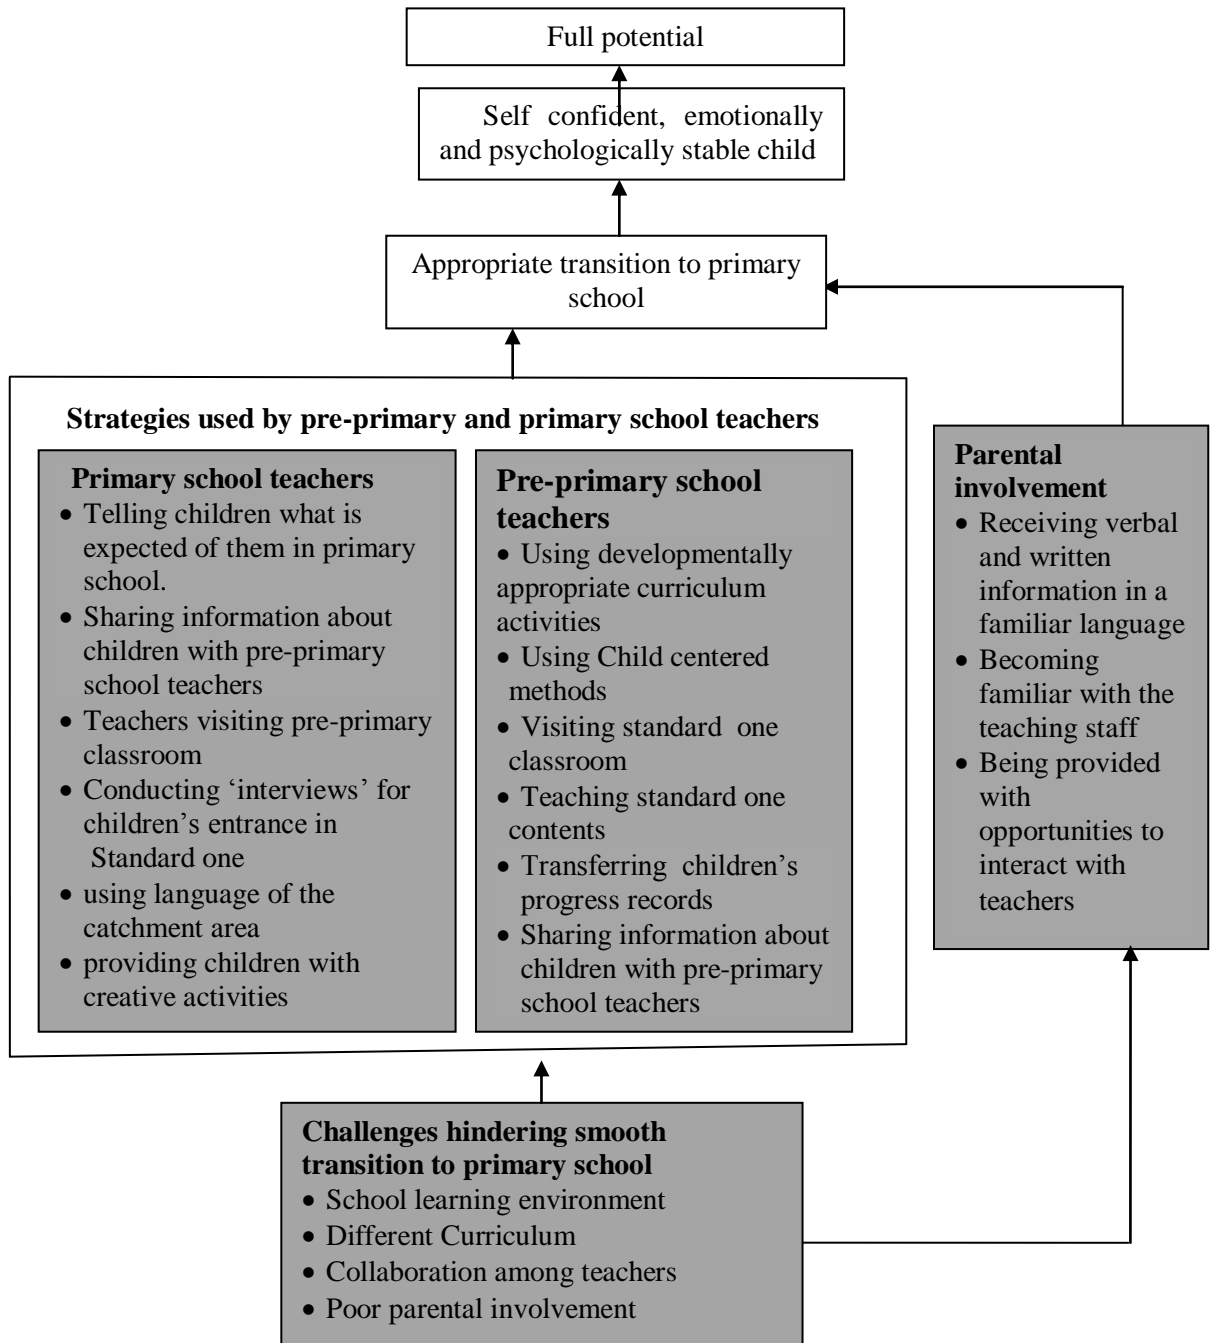 Full potential
Self confident, emotionally
and psychologically stable child
Appropriate transition to primary
school
Strategies used by pre-primary and primary school teachers
Primary school teachers
• Telling children what is
expected of them in primary
school.
• Sharing information about
children with pre-primary
school teachers
• Teachers visiting pre-primary
classroom
• Conducting ‘interviews’ for
children’s entrance in
Standard one
• using language of the
catchment area
• providing children with
creative activities
Pre-primary school
teachers
• Using developmentally
appropriate curriculum
activities
• Using Child centered
methods
• Visiting standard one
classroom
• Teaching standard one
contents
• Transferring children’s
progress records
• Sharing information about
children with pre-primary
school teachers
Parental
involvement
• Receiving verbal
and written
information in a
familiar language
• Becoming
familiar with the
teaching staff
• Being provided
with
opportunities to
interact with
teachers
Challenges hindering smooth
transition to primary school
• School learning environment
• Different Curriculum
• Collaboration among teachers
• Poor parental involvement